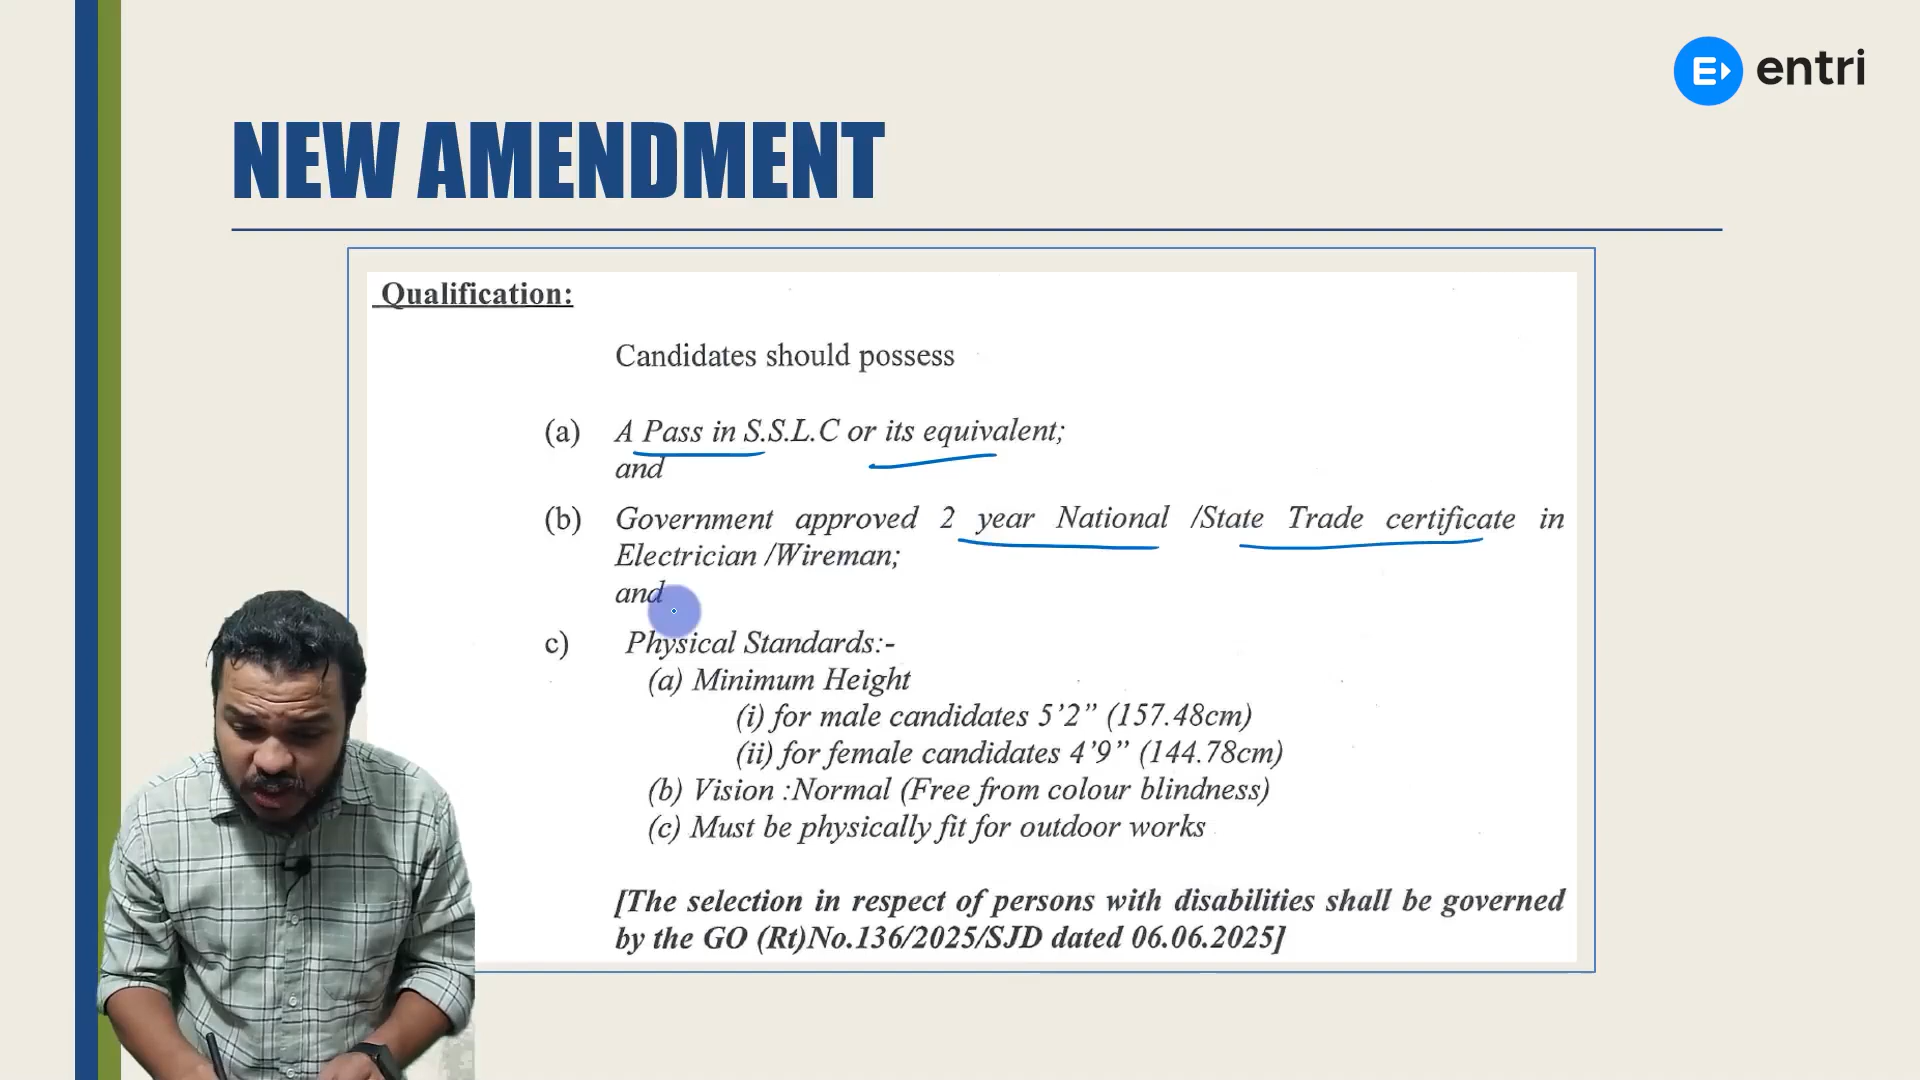 entri
NEW AMENDMENT
Qualification:
Candidates should possess
(a) A Pass in S.S.L.C or its equivalent;
and
(b) Government approved 2 year National /State Trade certificate in
Electrician /Wireman;
and
c) Physical Standards:-
(a) Minimum Height
(i) for male candidates 5’2” (157.48cm)
(ii) for female candidates 4’9” (144.78cm)
(b) Vision :Normal (Free from colour blindness)
(c) Must be physically fit for outdoor works
[The selection in respect of persons with disabilities shall be governed
by the GO (Rt)No.136/2025/SJD dated 06.06.2025]